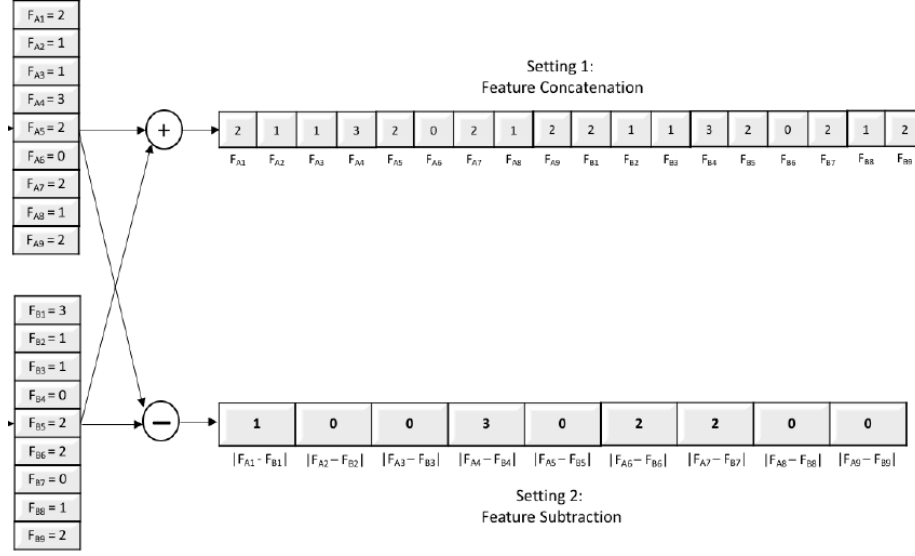 F_A1 = 2
F_A2 = 1
F_A3 = 1
F_A4 = 3
F_A5 = 2
F_A6 = 0
F_A7 = 2
F_A8 = 1
F_A9 = 2
F_B1 = 3
F_B2 = 1
F_B3 = 1
F_B4 = 0
F_B5 = 2
F_B6 = 2
F_B7 = 0
F_B8 = 1
F_B9 = 2
+
−
Setting 1:
Feature Concatenation
2 1 1 3 2 0 2 1 2 2 1 1 3 2 0 2 1 2
F_A1 F_A2 F_A3 F_A4 F_A5 F_A6 F_A7 F_A8 F_A9 F_B1 F_B2 F_B3 F_B4 F_B5 F_B6 F_B7 F_B8 F_B9
1 0 0 3 0 2 2 0 0
|F_A1 - F_B1| |F_A2 – F_B2| |F_A3 – F_B3| |F_A4 – F_B4| |F_A5 – F_B5| |F_A6 – F_B6| |F_A7 – F_B7| |F_A8 – F_B8| |F_A9 – F_B9|
Setting 2:
Feature Subtraction